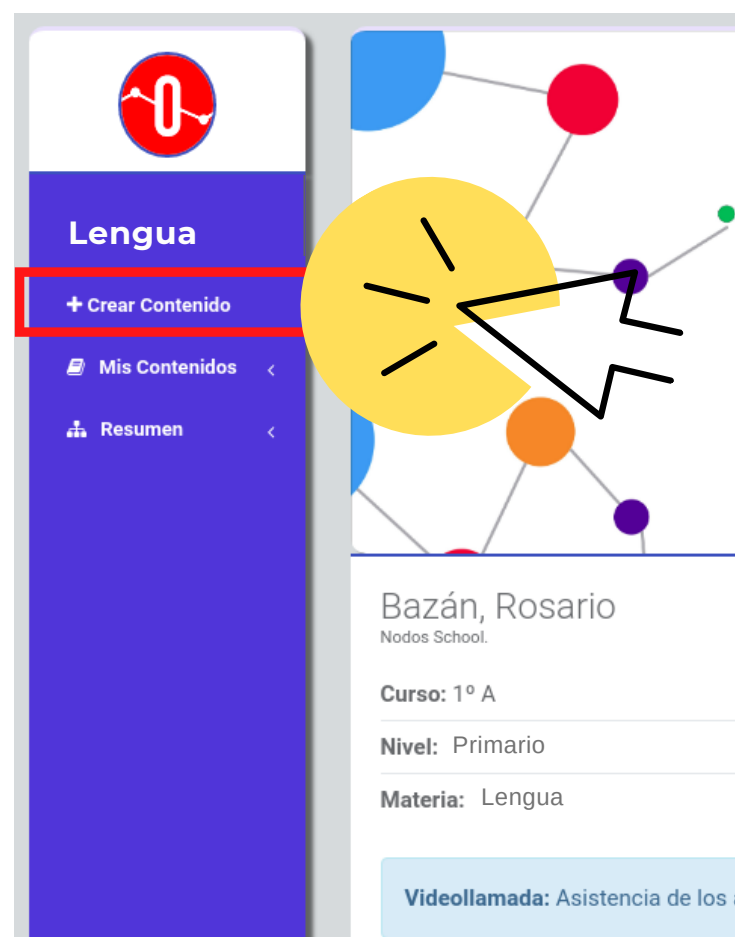 Lengua
Crear Contenido
Mis Contenidos
Resumen
Bazán, Rosario
Nodos School.
Curso: 1º A
Nivel: Primario
Materia: Lengua
Videollamada: Asistencia de los